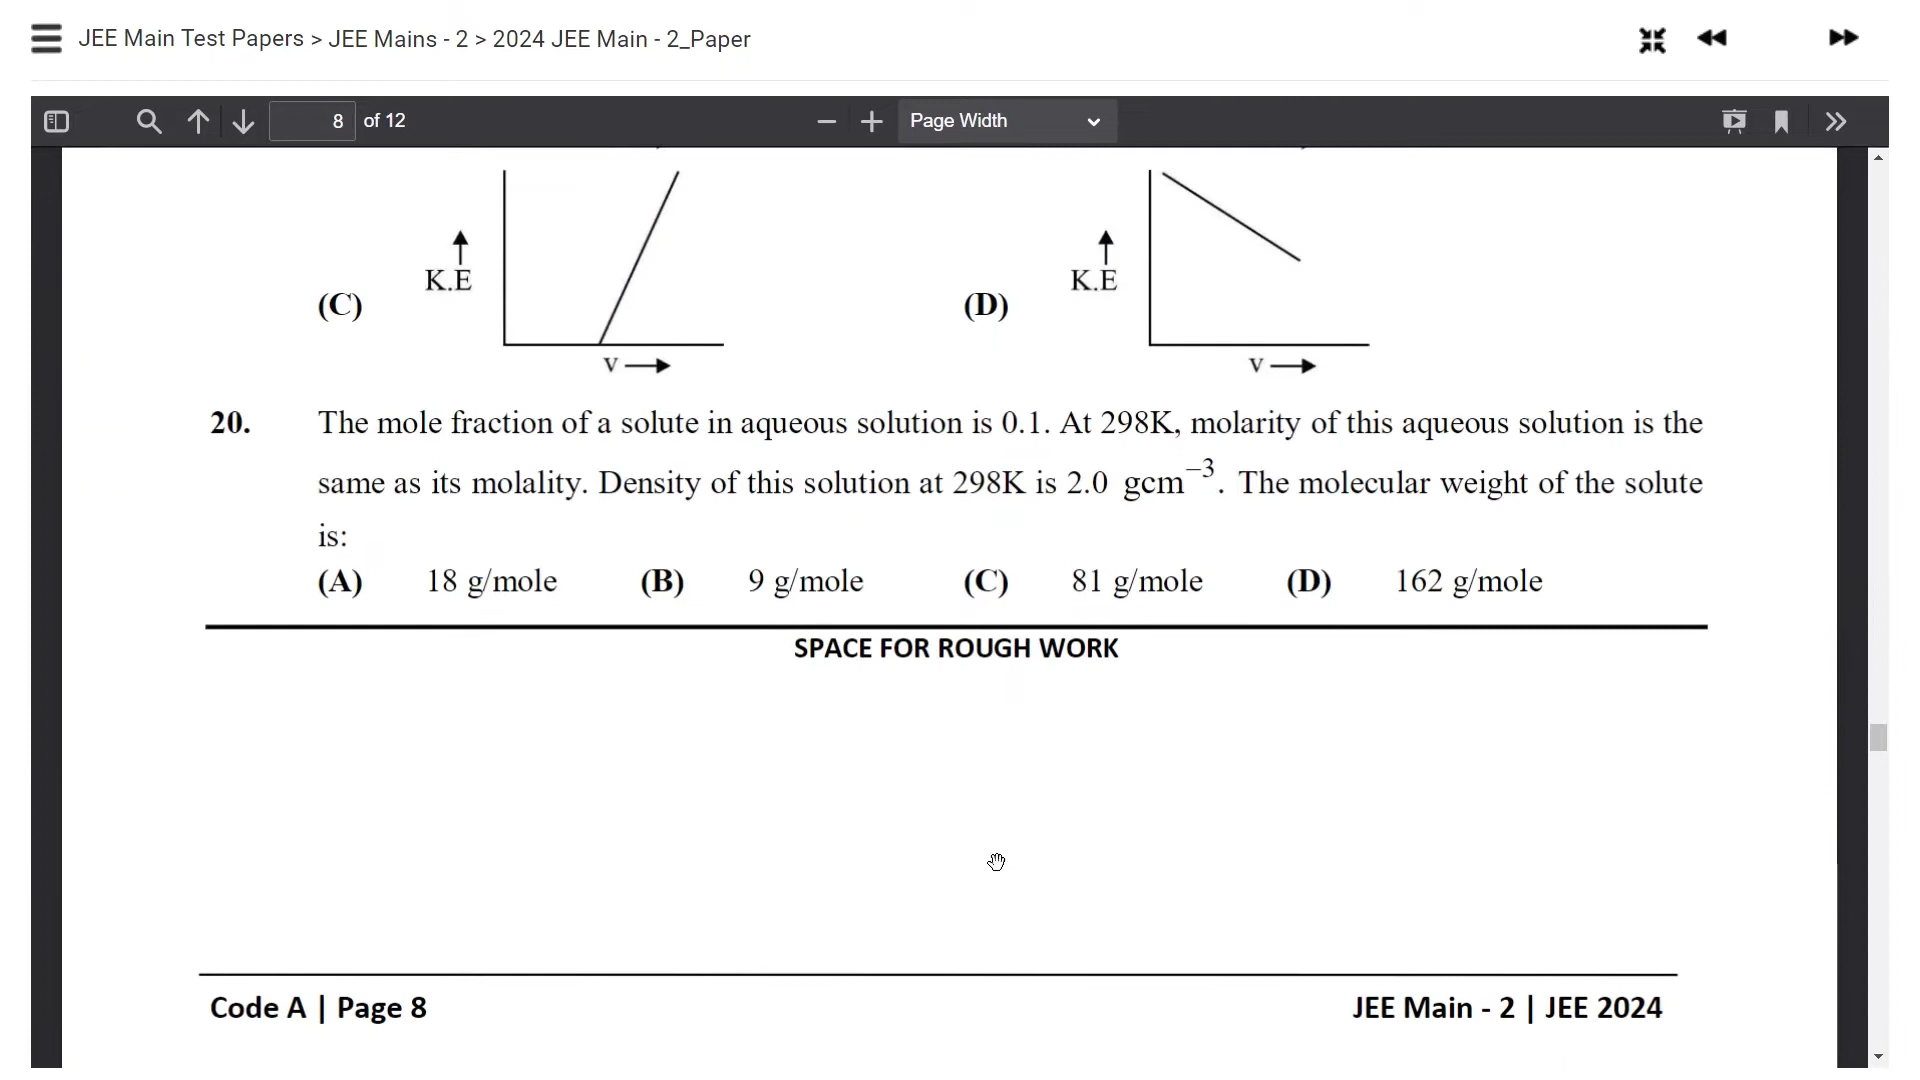 JEE Main Test Papers > JEE Mains - 2 > 2024 JEE Main - 2_Paper
8 of 12
Page Width
K.E
K.E
(C)
(D)
v
v
20. The mole fraction of a solute in aqueous solution is 0.1. At 298K, molarity of this aqueous solution is the
same as its molality. Density of this solution at 298K is 2.0 gcm⁻³. The molecular weight of the solute
is:
(A) 18 g/mole (B) 9 g/mole (C) 81 g/mole (D) 162 g/mole
SPACE FOR ROUGH WORK
Code A | Page 8
JEE Main - 2 | JEE 2024